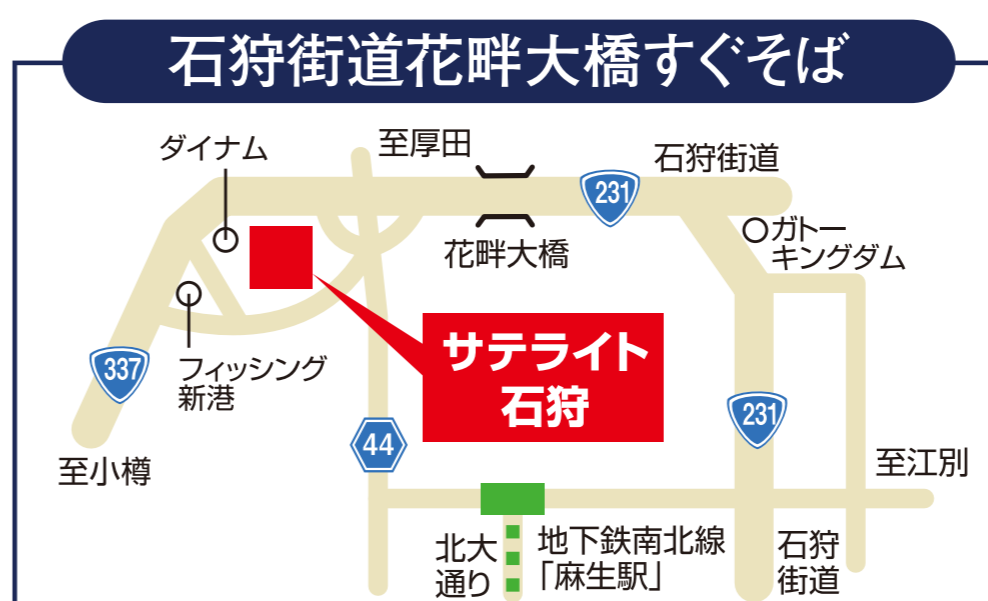 石狩街道花畔大橋すぐそば
ダイナム
至厚田
石狩街道
231
花畔大橋
ガトー
キングダム
サテライト
石狩
337
フィッシング
新港
44
231
至小樽
至江別
北大
通り
地下鉄南北線
「麻生駅」
石狩
街道